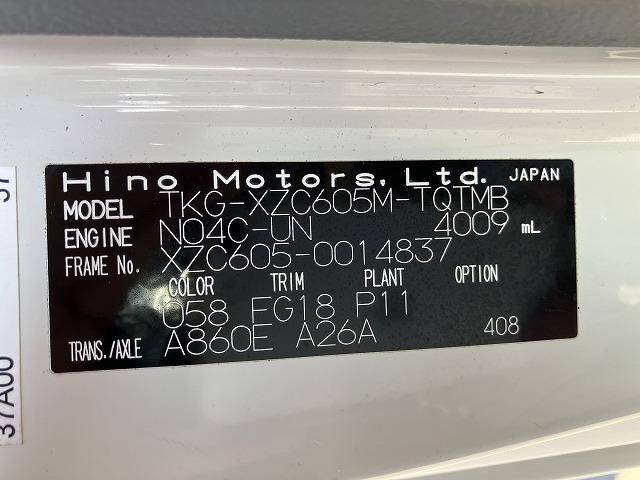 Hino Motors, Ltd. JAPAN
MODEL TKG-XZC605M-TQTMB
ENGINE N04C-UN 4009 mL
FRAME No. XZC605-0014837
COLOR TRIM PLANT OPTION
058 FG18 P11
TRANS./AXLE A860E A26A 408
37A00